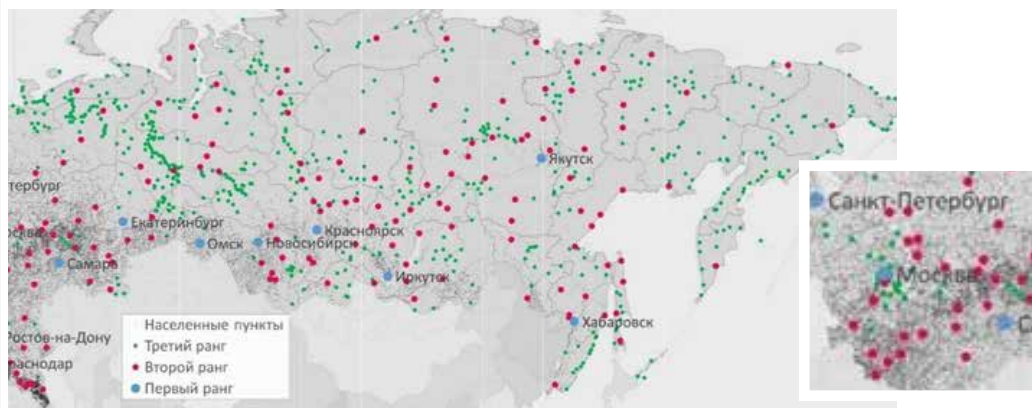 Якутск
тербург
Екатеринбург
Красноярск
Омск
Новосибирск
Самара
Иркутск
Хабаровск
Ростов-на-Дону
раснодар
Населенные пункты
Третий ранг
Второй ранг
Первый ранг
Санкт-Петербург
Москва